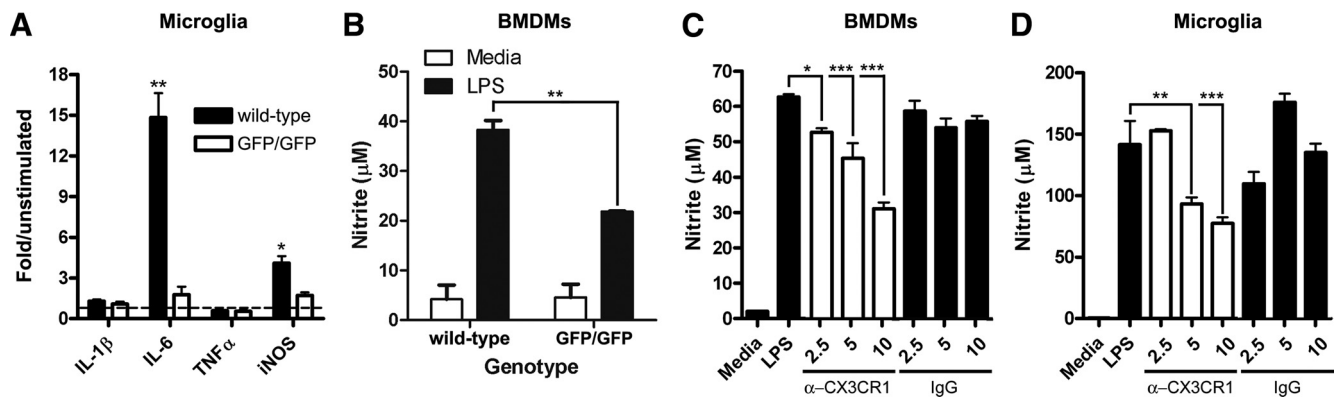 A Microglia
Fold/unstimulated
18
15
12
9
6
3
0
**
*
wild-type
GFP/GFP
IL-1β IL-6 TNFα iNOS
B BMDMs
Media
LPS
Nitrite (μM)
50
40
30
20
10
0
**
wild-type GFP/GFP
Genotype
C BMDMs
Nitrite (μM)
70
60
50
40
30
20
10
0
* *** ***
Media LPS 2.5 5 10 2.5 5 10
α–CX3CR1 IgG
D Microglia
Nitrite (μM)
200
150
100
50
0
** ***
Media LPS 2.5 5 10 2.5 5 10
α–CX3CR1 IgG